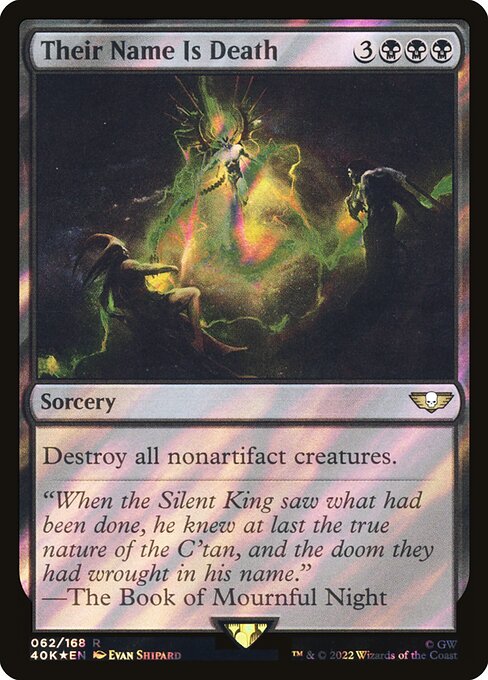 Their Name Is Death 3
Sorcery
Destroy all nonartifact creatures.
“When the Silent King saw what had
been done, he knew at last the true
nature of the C’tan, and the doom they
had wrought in his name.”
—The Book of Mournful Night
062/168 R
© GW
40K★EN Evan Shipard
™ & © 2022 Wizards of the Coast